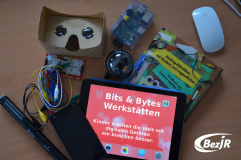 Bits & Bytes
Werkstätten
Kinder machen die Welt mit
digitalen Geräten
ein bisschen besser.
BezJR